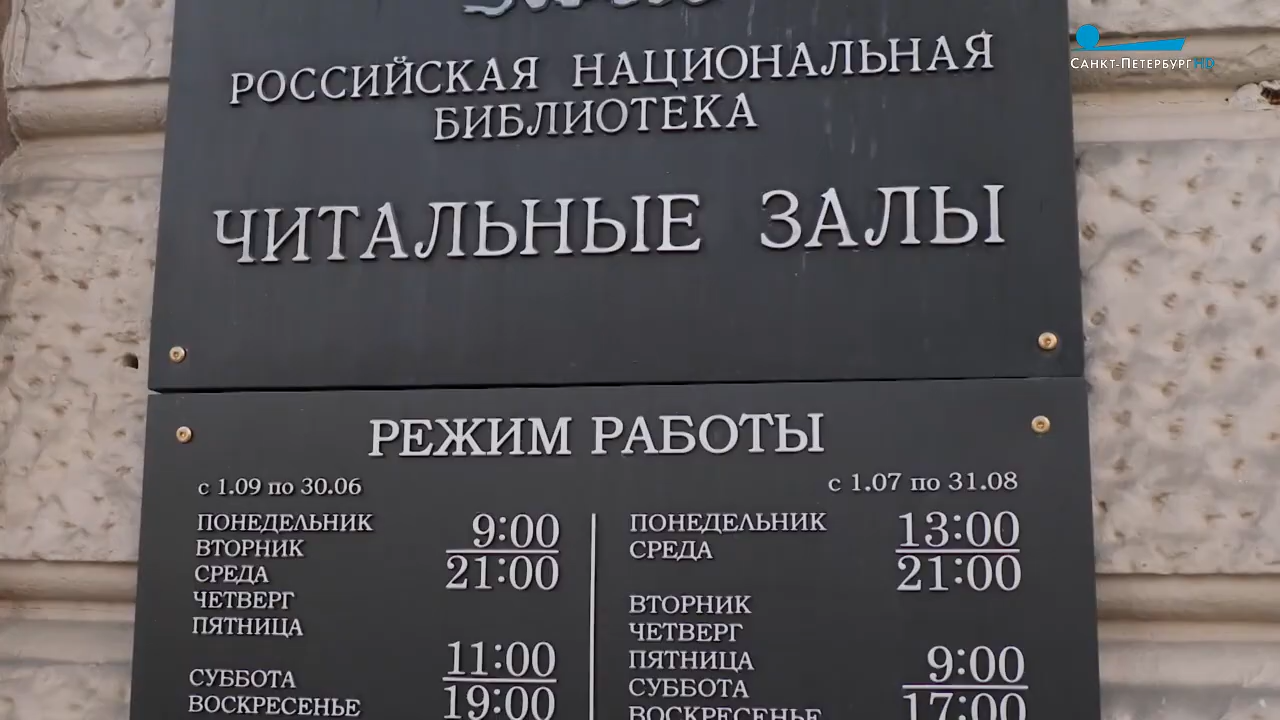 САНКТ-ПЕТЕРБУРГ HD
РОССИЙСКАЯ НАЦИОНАЛЬНАЯ
БИБЛИОТЕКА
ЧИТАЛЬНЫЕ ЗАЛЫ
РЕЖИМ РАБОТЫ
с 1.09 по 30.06
ПОНЕДЕЛЬНИК
ВТОРНИК
СРЕДА
ЧЕТВЕРГ
ПЯТНИЦА
9:00
21:00
СУББОТА
ВОСКРЕСЕНЬЕ
11:00
19:00
с 1.07 по 31.08
ПОНЕДЕЛЬНИК
СРЕДА
13:00
21:00
ВТОРНИК
ЧЕТВЕРГ
ПЯТНИЦА
СУББОТА
ВОСКРЕСЕНЬЕ
9:00
17:00